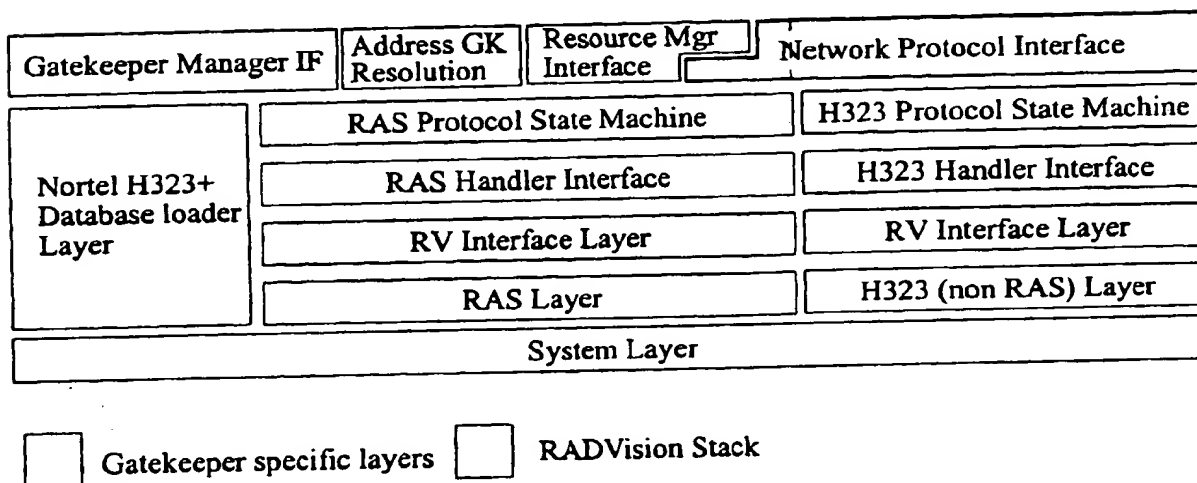 Gatekeeper Manager IF
Address GK
Resolution
Resource Mgr
Interface
Network Protocol Interface
Nortel H323+
Database loader
Layer
RAS Protocol State Machine
H323 Protocol State Machine
RAS Handler Interface
H323 Handler Interface
RV Interface Layer
RV Interface Layer
RAS Layer
H323 (non RAS) Layer
System Layer
Gatekeeper specific layers
RADVision Stack